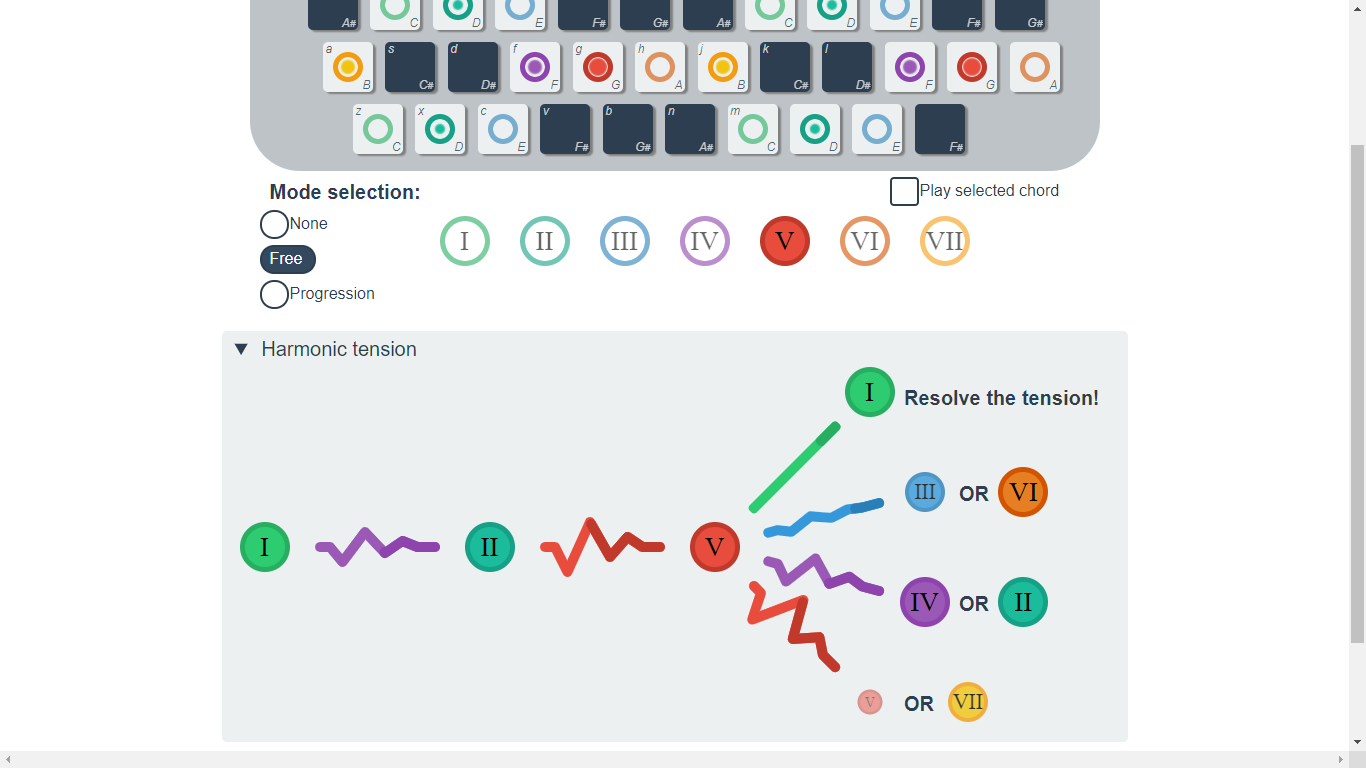 A# C D E F# G# A# C D E F# G#
a B s C# d D# f F g G h A j B k C# l D# F G A
z C x D c E v F# b G# n A# m C D E F#
Mode selection:
Play selected chord
None
I II III IV V VI VII
Free
Progression
▼ Harmonic tension
I Resolve the tension!
III OR VI
I II V
IV OR II
V OR VII